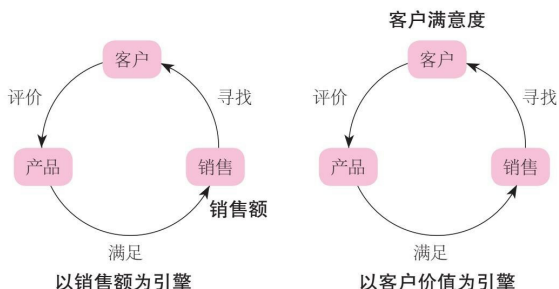 客户
评价
寻找
产品
销售
销售额
满足
以销售额为引擎
客户满意度
客户
评价
寻找
产品
销售
满足
以客户价值为引擎